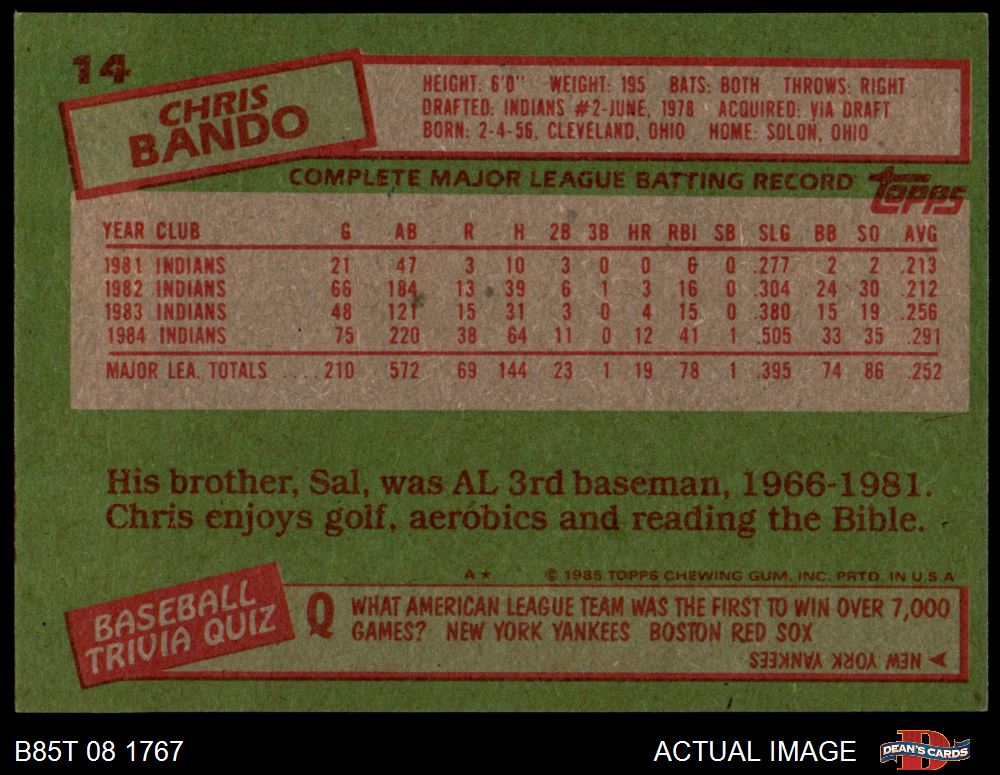 14
CHRIS
BANDO
HEIGHT: 6'0" WEIGHT: 195 BATS: BOTH THROWS: RIGHT
DRAFTED: INDIANS #2-JUNE, 1978 ACQUIRED: VIA DRAFT
BORN: 2-4-56, CLEVELAND, OHIO HOME: SOLON, OHIO
COMPLETE MAJOR LEAGUE BATTING RECORD topps
YEAR CLUB G AB R H 2B 3B HR RBI SB SLG BB SO AVG
1981 INDIANS 21 47 3 10 3 0 0 6 0 .277 2 2 .213
1982 INDIANS 66 184 13 39 6 1 3 16 0 .304 24 30 .212
1983 INDIANS 48 121 15 31 3 0 4 15 0 .380 15 19 .256
1984 INDIANS 75 220 38 64 11 0 12 41 1 .505 33 35 .291
MAJOR LEA. TOTALS .....210 572 69 144 23 1 19 78 1 .395 74 86 .252
His brother, Sal, was AL 3rd baseman, 1966-1981.
Chris enjoys golf, aerobics and reading the Bible.
A★ © 1985 TOPPS CHEWING GUM, INC. PRTD. IN U.S.A
BASEBALL
TRIVIA QUIZ
Q WHAT AMERICAN LEAGUE TEAM WAS THE FIRST TO WIN OVER 7,000
GAMES? NEW YORK YANKEES BOSTON RED SOX
NEW YORK YANKEES
B85T 08 1767 ACTUAL IMAGE DEAN'S CARDS